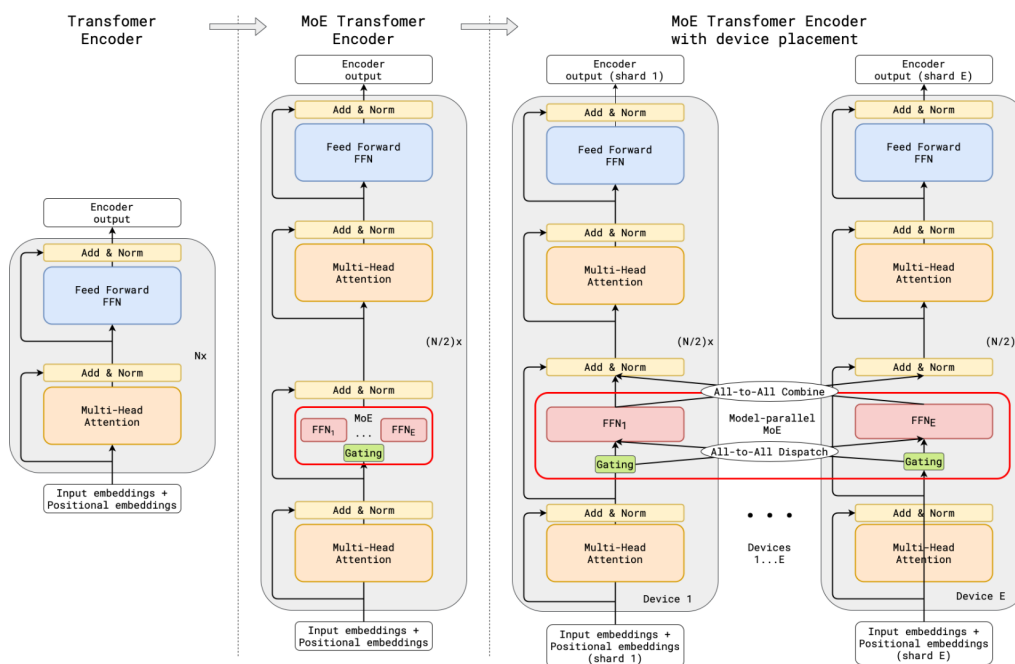 Transfomer
Encoder
MoE Transfomer
Encoder
MoE Transfomer Encoder
with device placement
Encoder
output
Add & Norm
Feed Forward
FFN
Nx
Add & Norm
Multi-Head
Attention
Input embeddings +
Positional embeddings
Encoder
output
Add & Norm
Feed Forward
FFN
Add & Norm
Multi-Head
Attention
(N/2)x
Add & Norm
MoE
FFN₁
...
FFN_E
Gating
Add & Norm
Multi-Head
Attention
Input embeddings +
Positional embeddings
Encoder
output (shard 1)
Add & Norm
Feed Forward
FFN
Add & Norm
Multi-Head
Attention
(N/2)x
Add & Norm
FFN₁
Gating
Add & Norm
Multi-Head
Attention
Device 1
Input embeddings +
Positional embeddings
(shard 1)
All-to-All Combine
Model-parallel
MoE
All-to-All Dispatch
• • •
Devices
1...E
Encoder
output (shard E)
Add & Norm
Feed Forward
FFN
Add & Norm
Multi-Head
Attention
(N/2)
Add & Norm
FFN_E
Gating
Add & Norm
Multi-Head
Attention
Device E
Input embeddings +
Positional embeddings
(shard E)